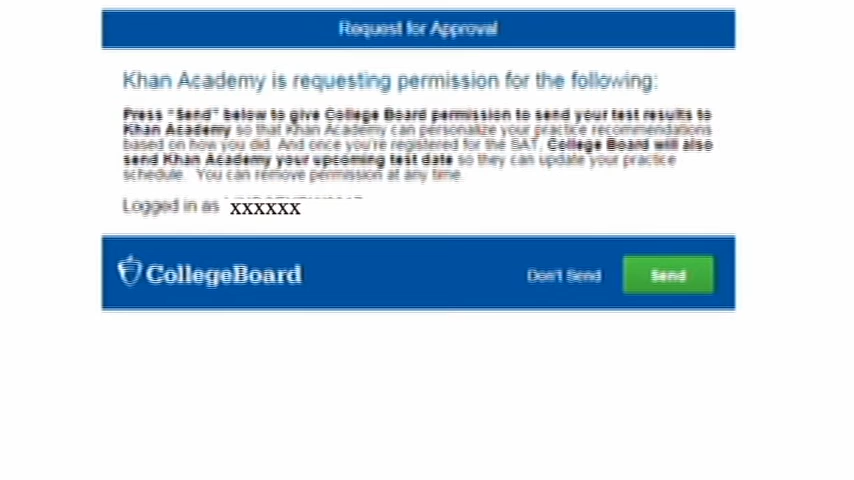 Request for Approval
Khan Academy is requesting permission for the following:
Press "Send" below to give College Board permission to send your test results to
Khan Academy so that Khan Academy can personalize your practice recommendations
based on how you did. And once you're registered for the SAT, College Board will also
send Khan Academy your upcoming test date so they can update your practice
schedule. You can remove permission at any time.
Logged in as xxxxxx
CollegeBoard
Don't Send
Send